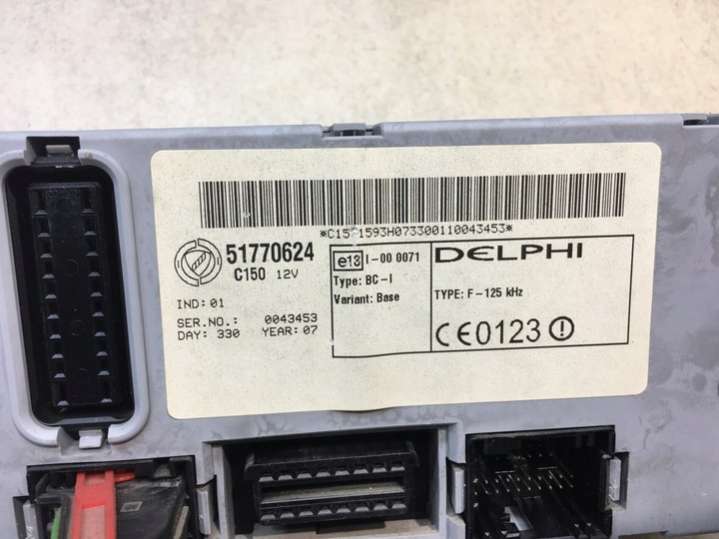 *C15?1593H073300110043453*
51770624
C150 12V
IND: 01
SER.NO.: 0043453
DAY: 330 YEAR: 07
e13 I-00 0071
Type: BC-I
Variant: Base
DELPHI
TYPE: F-125 kHz
CE0123